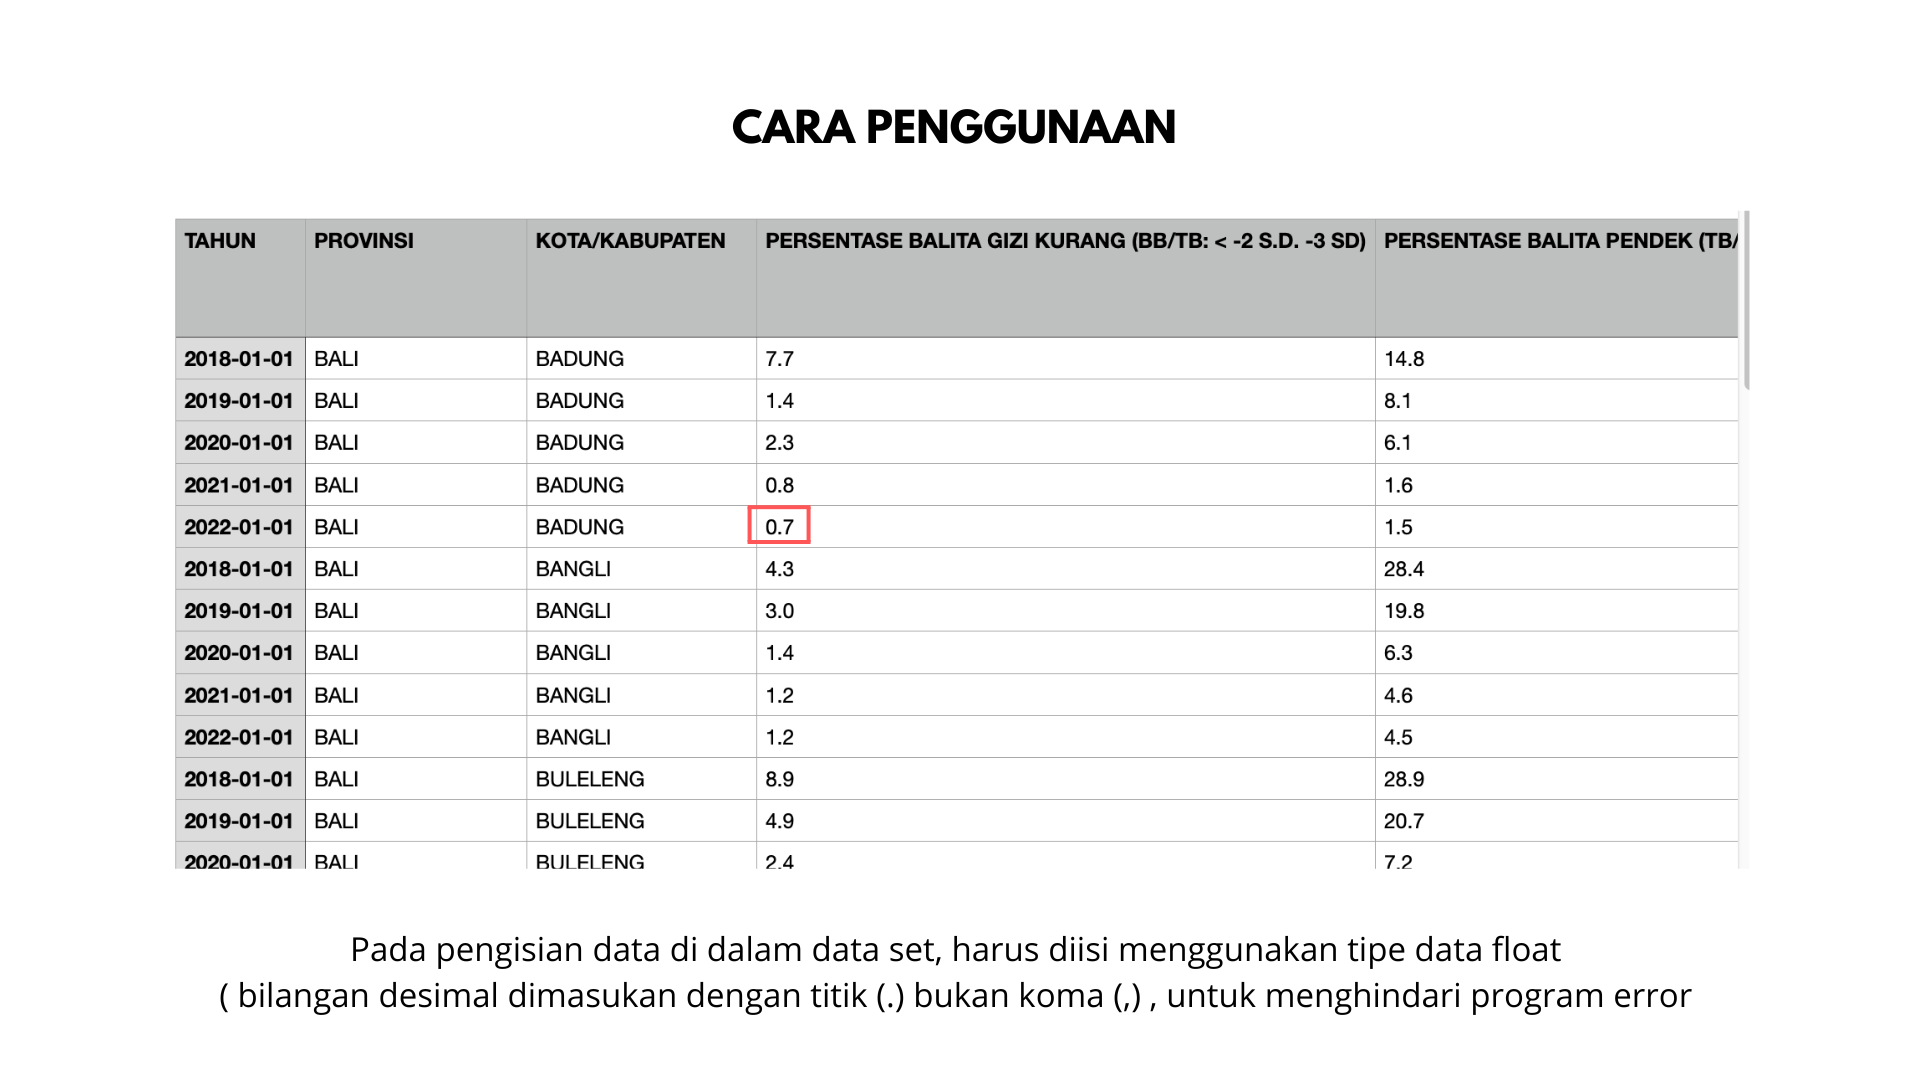 CARA PENGGUNAAN
TAHUN PROVINSI KOTA/KABUPATEN PERSENTASE BALITA GIZI KURANG (BB/TB: < -2 S.D. -3 SD) PERSENTASE BALITA PENDEK (TB/
2018-01-01 BALI BADUNG 7.7 14.8
2019-01-01 BALI BADUNG 1.4 8.1
2020-01-01 BALI BADUNG 2.3 6.1
2021-01-01 BALI BADUNG 0.8 1.6
2022-01-01 BALI BADUNG 0.7 1.5
2018-01-01 BALI BANGLI 4.3 28.4
2019-01-01 BALI BANGLI 3.0 19.8
2020-01-01 BALI BANGLI 1.4 6.3
2021-01-01 BALI BANGLI 1.2 4.6
2022-01-01 BALI BANGLI 1.2 4.5
2018-01-01 BALI BULELENG 8.9 28.9
2019-01-01 BALI BULELENG 4.9 20.7
2020-01-01 BALI BULELENG 2.4 7.2
Pada pengisian data di dalam data set, harus diisi menggunakan tipe data float
( bilangan desimal dimasukan dengan titik (.) bukan koma (,) , untuk menghindari program error